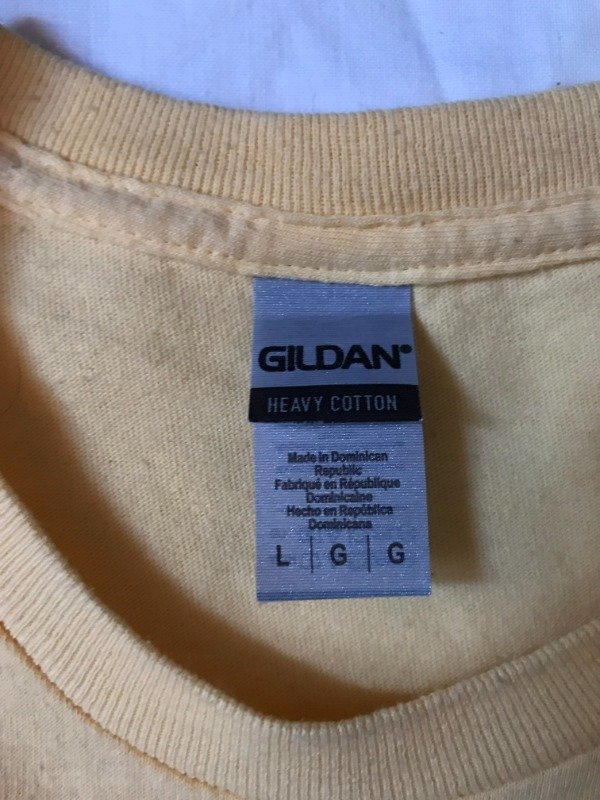 GILDAN®
HEAVY COTTON
Made in Dominican
Republic
Fabriqué en République
Dominicaine
Hecho en República
Dominicana
L | G | G